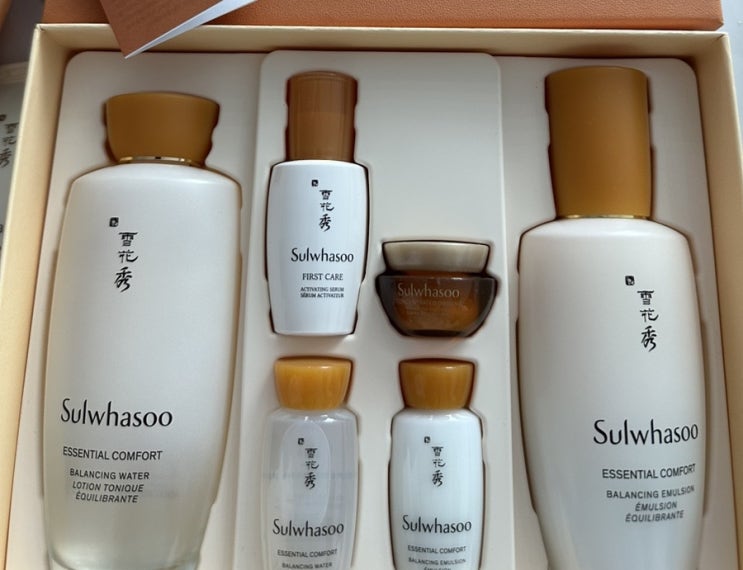 雪花秀
Sulwhasoo
ESSENTIAL COMFORT
BALANCING WATER
LOTION TONIQUE
ÉQUILIBRANTE
雪花秀
Sulwhasoo
FIRST CARE
ACTIVATING SERUM
SÉRUM ACTIVATEUR
Sulwhasoo
雪花秀
Sulwhasoo
ESSENTIAL COMFORT
BALANCING WATER
雪花秀
Sulwhasoo
ESSENTIAL COMFORT
BALANCING EMULSION
雪花秀
Sulwhasoo
ESSENTIAL COMFORT
BALANCING EMULSION
ÉMULSION
ÉQUILIBRANTE